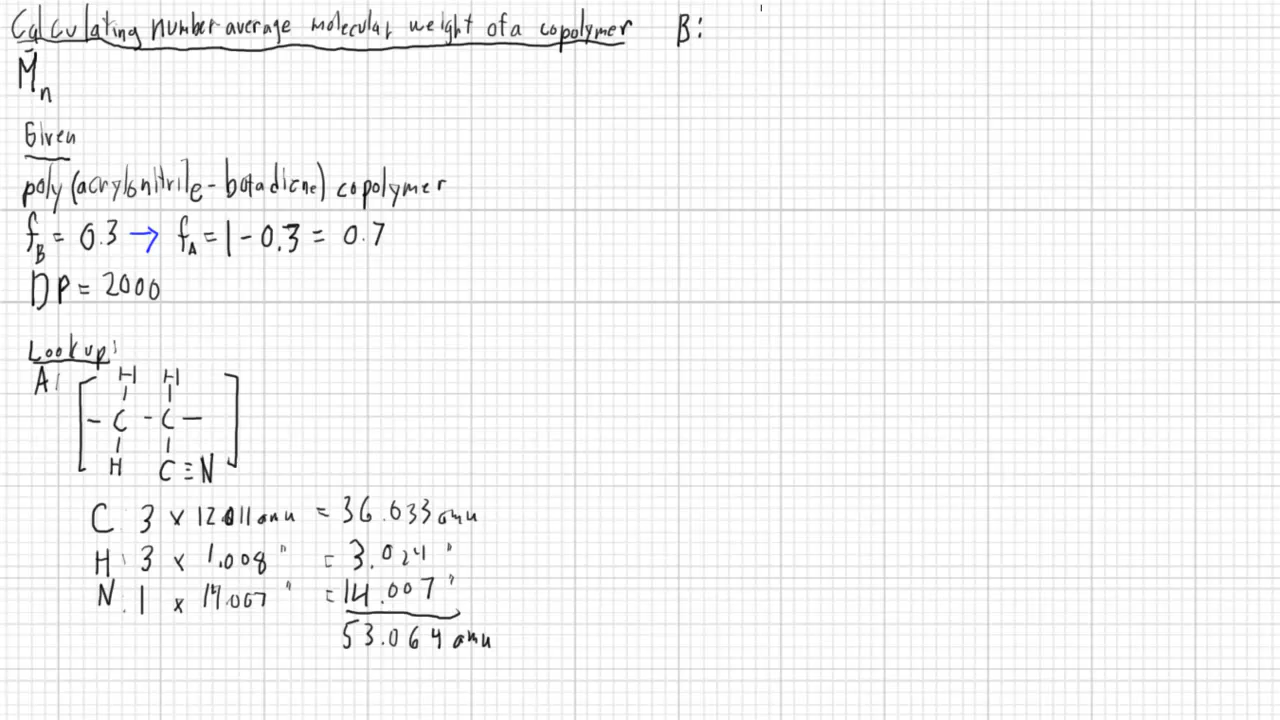 Calculating number-average molecular weight of a copolymer
M̄n
Given
poly (acrylonitrile-butadiene) copolymer
fB = 0.3 → fA = 1 - 0.3 = 0.7
DP = 2000
Lookup:
A:
H H
- C - C -
H C≡N
C 3 × 12.011 amu = 36.033 amu
H: 3 × 1.008 " = 3.024 "
N. 1 × 14.007 " = 14.007 "
53.064 amu
B: